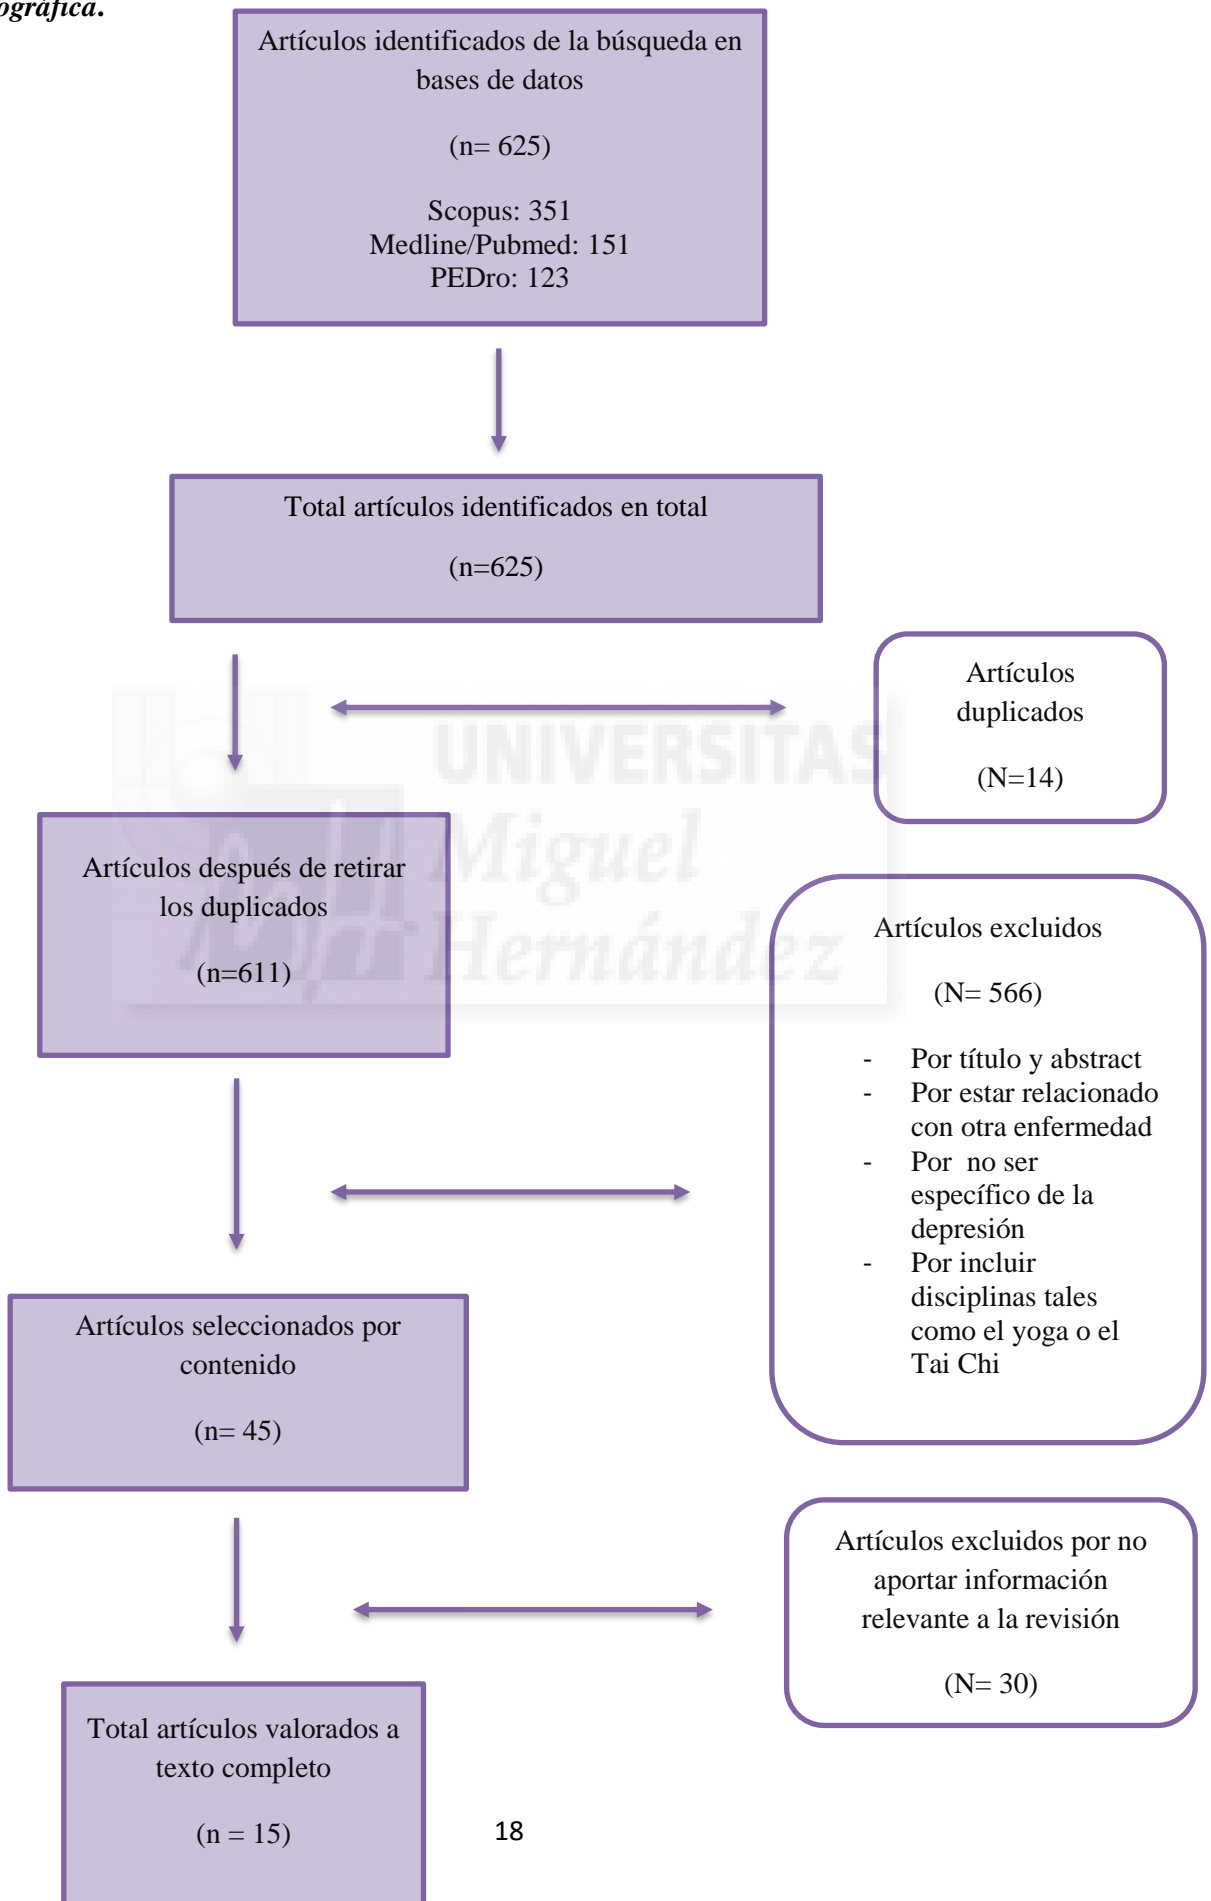 ográfica.
Artículos identificados de la búsqueda en
bases de datos
(n= 625)
Scopus: 351
Medline/Pubmed: 151
PEDro: 123
Total artículos identificados en total
(n=625)
Artículos
duplicados
(N=14)
UNIVERSITAS
Miguel
Hernández
Artículos después de retirar
los duplicados
(n=611)
Artículos excluidos
(N= 566)
- Por título y abstract
- Por estar relacionado
con otra enfermedad
- Por no ser
específico de la
depresión
- Por incluir
disciplinas tales
como el yoga o el
Tai Chi
Artículos seleccionados por
contenido
(n= 45)
Artículos excluidos por no
aportar información
relevante a la revisión
(N= 30)
Total artículos valorados a
texto completo
(n = 15)
18